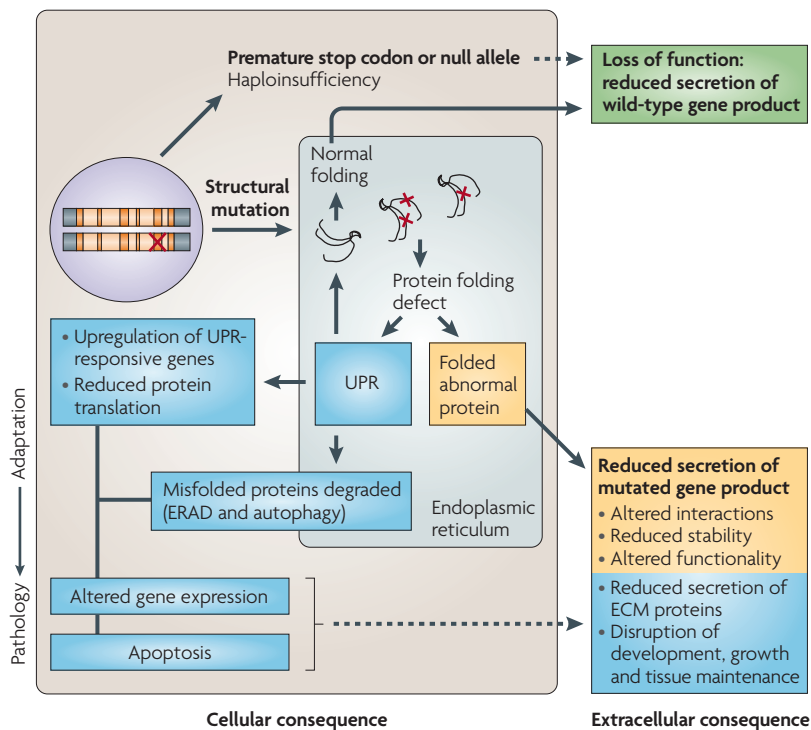 Premature stop codon or null allele
Haploinsufficiency
Loss of function:
reduced secretion of
wild-type gene product
Structural
mutation
Normal
folding
Protein folding
defect
• Upregulation of UPR-
responsive genes
• Reduced protein
translation
UPR
Folded
abnormal
protein
Misfolded proteins degraded
(ERAD and autophagy)
Endoplasmic
reticulum
Adaptation
Pathology
Altered gene expression
Apoptosis
Reduced secretion of
mutated gene product
• Altered interactions
• Reduced stability
• Altered functionality
• Reduced secretion of
ECM proteins
• Disruption of
development, growth
and tissue maintenance
Cellular consequence
Extracellular consequence